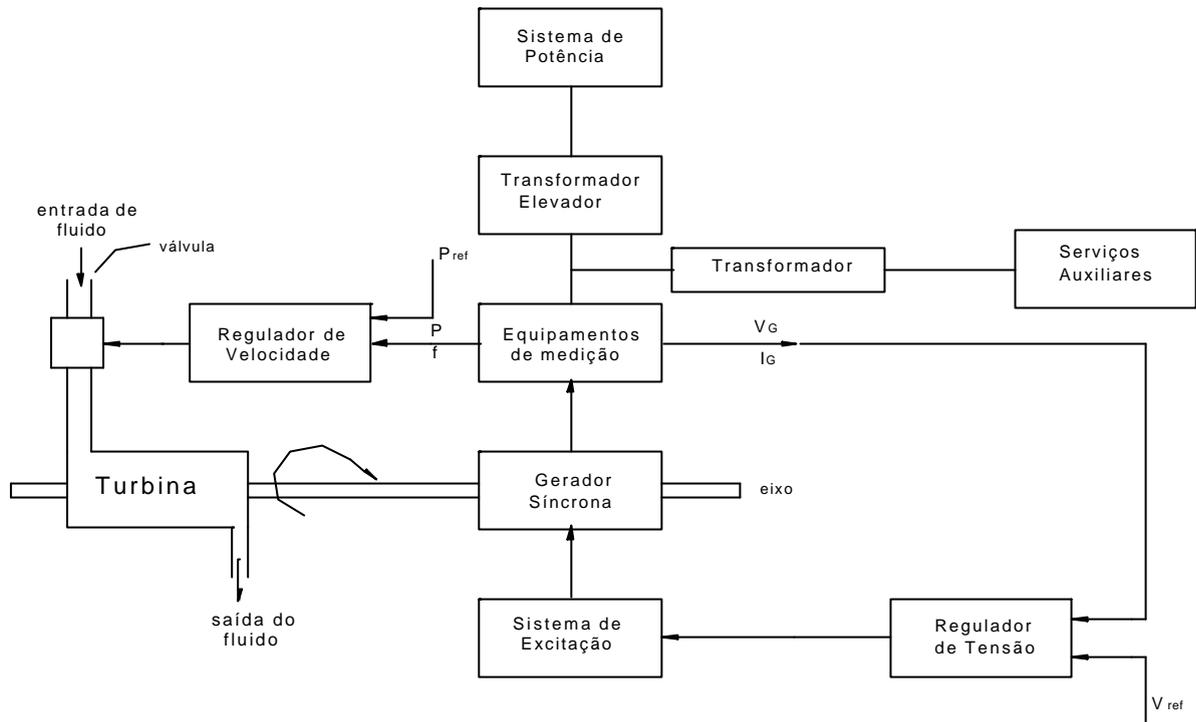 Sistema de
Potência
Transformador
Elevador
entrada de
fluido
válvula
Pref
Transformador
Serviços
Auxiliares
Regulador de
Velocidade
P
f
Equipamentos
de medição
VG
IG
Turbina
Gerador
Síncrona
eixo
saída do
fluido
Sistema de
Excitação
Regulador
de Tensão
V ref